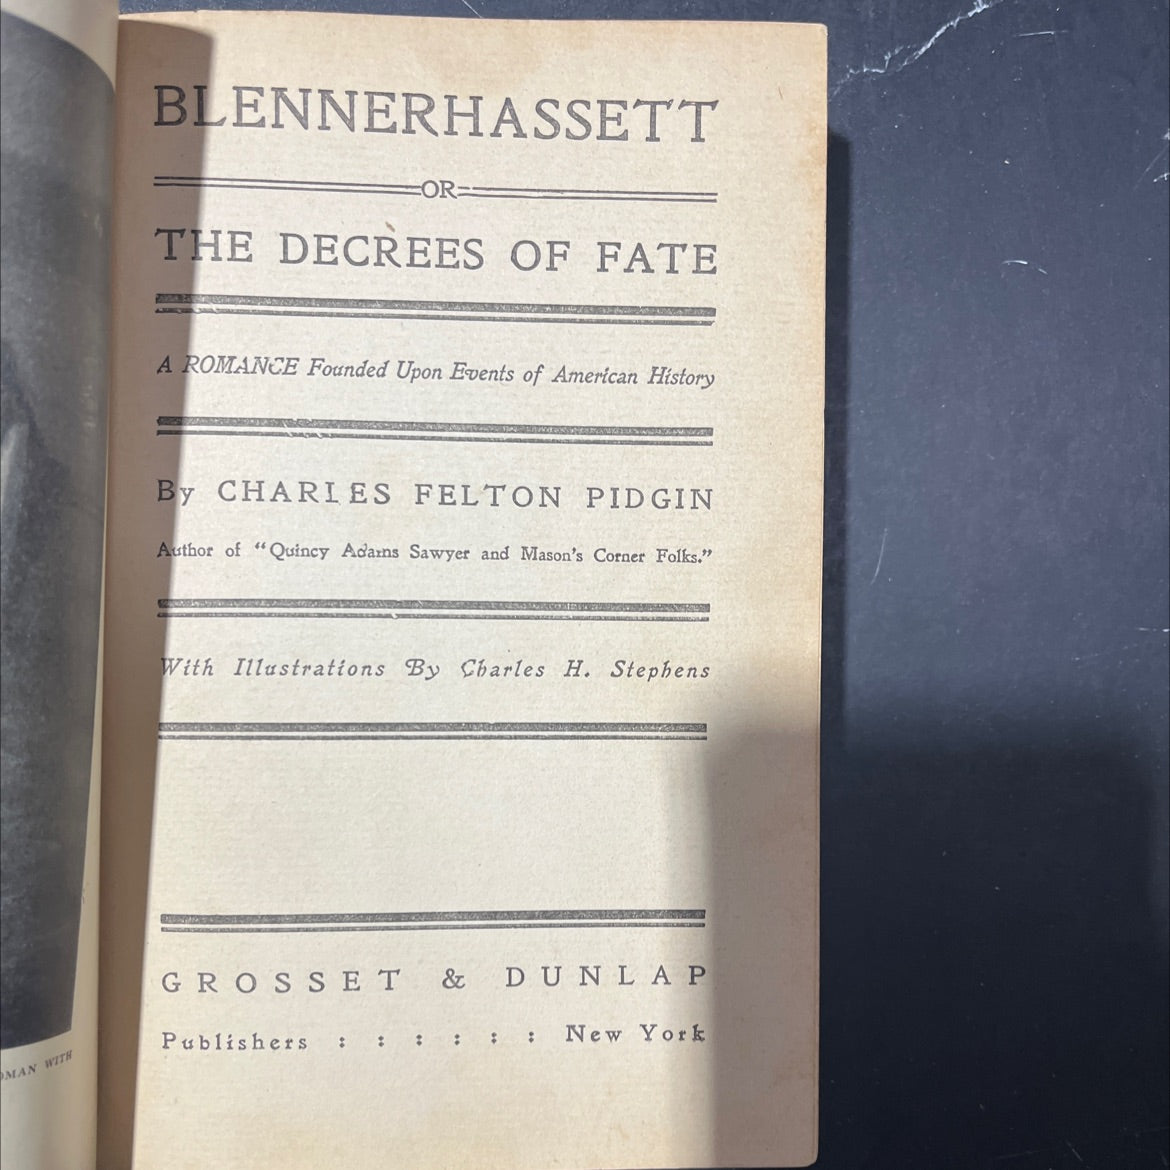 BLENNERHASSETT
OR
THE DECREES OF FATE
A ROMANCE Founded Upon Events of American History
By CHARLES FELTON PIDGIN
Author of “Quincy Adams Sawyer and Mason's Corner Folks.”
With Illustrations By Charles H. Stephens
GROSSET & DUNLAP
Publishers : : : : : : New York
WITH